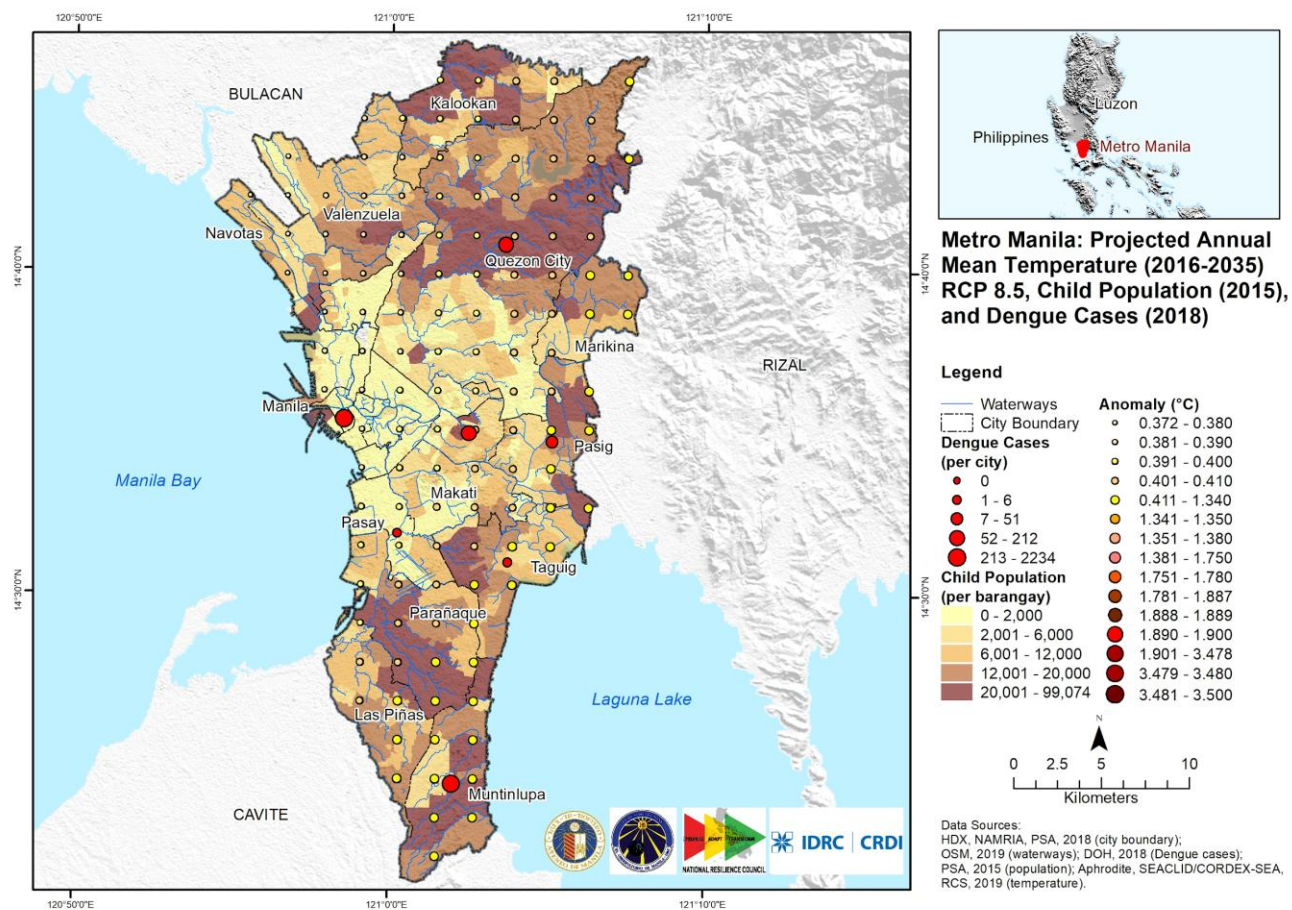 120°50'0"E
121°0'0"E
121°10'0"E
14°40'0"N
14°30'0"N
14°40'0"N
14°30'0"N
120°50'0"E
121°0'0"E
121°10'0"E
BULACAN
Kalookan
Valenzuela
Navotas
Quezon City
Marikina
RIZAL
Manila
Pasig
Manila Bay
Makati
Pasay
Taguig
Parañaque
Laguna Lake
Las Piñas
Muntinlupa
CAVITE
NATIONAL RESILIENCE COUNCIL
IDRC | CRDI
Luzon
Philippines
Metro Manila
Metro Manila: Projected Annual
Mean Temperature (2016-2035)
RCP 8.5, Child Population (2015),
and Dengue Cases (2018)
Legend
Waterways
City Boundary
Dengue Cases
(per city)
0
1 - 6
7 - 51
52 - 212
213 - 2234
Child Population
(per barangay)
0 - 2,000
2,001 - 6,000
6,001 - 12,000
12,001 - 20,000
20,001 - 99,074
Anomaly (°C)
0.372 - 0.380
0.381 - 0.390
0.391 - 0.400
0.401 - 0.410
0.411 - 1.340
1.341 - 1.350
1.351 - 1.380
1.381 - 1.750
1.751 - 1.780
1.781 - 1.887
1.888 - 1.889
1.890 - 1.900
1.901 - 3.478
3.479 - 3.480
3.481 - 3.500
N
0 2.5 5 10
Kilometers
Data Sources:
HDX, NAMRIA, PSA, 2018 (city boundary);
OSM, 2019 (waterways); DOH, 2018 (Dengue cases);
PSA, 2015 (population); Aphrodite, SEACLID/CORDEX-SEA,
RCS, 2019 (temperature).